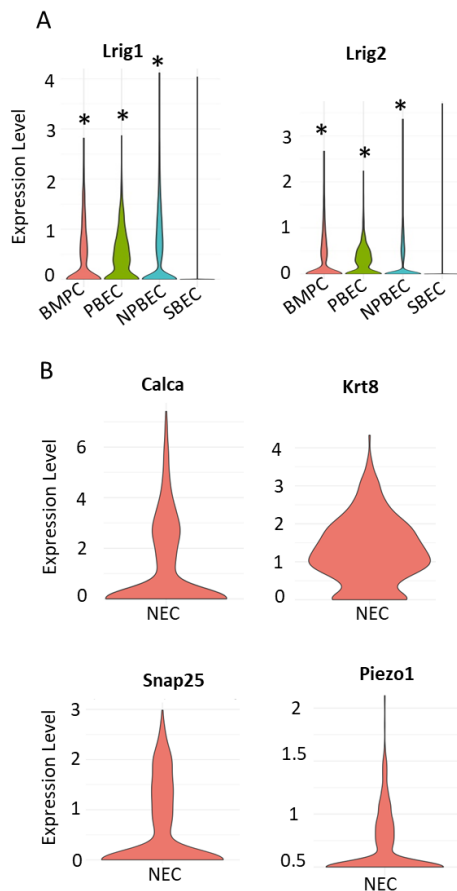 A
Lrig1
Lrig2
Expression Level
4
3
2
1
0
* * *
BMPC PBEC NPBEC SBEC
3
2
1
0
* * *
BMPC PBEC NPBEC SBEC
B
Calca
Krt8
Expression Level
6
4
2
0
NEC
4
3
2
1
0
NEC
Snap25
Piezo1
Expression Level
3
2
1
0
NEC
2
1.5
1
0.5
NEC